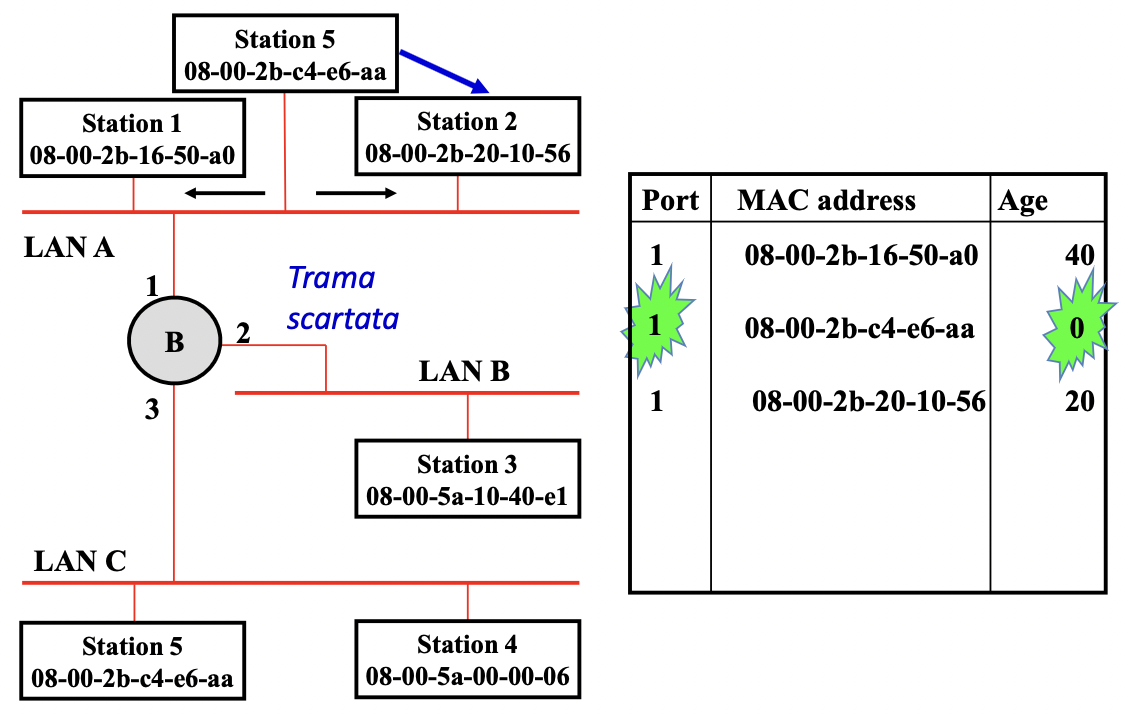 Station 5
08-00-2b-c4-e6-aa
Station 1
08-00-2b-16-50-a0
Station 2
08-00-2b-20-10-56
LAN A
1
Trama
scartata
B
2
LAN B
3
Station 3
08-00-5a-10-40-e1
LAN C
Station 5
08-00-2b-c4-e6-aa
Station 4
08-00-5a-00-00-06
Port MAC address Age
1 08-00-2b-16-50-a0 40
1 08-00-2b-c4-e6-aa 0
1 08-00-2b-20-10-56 20